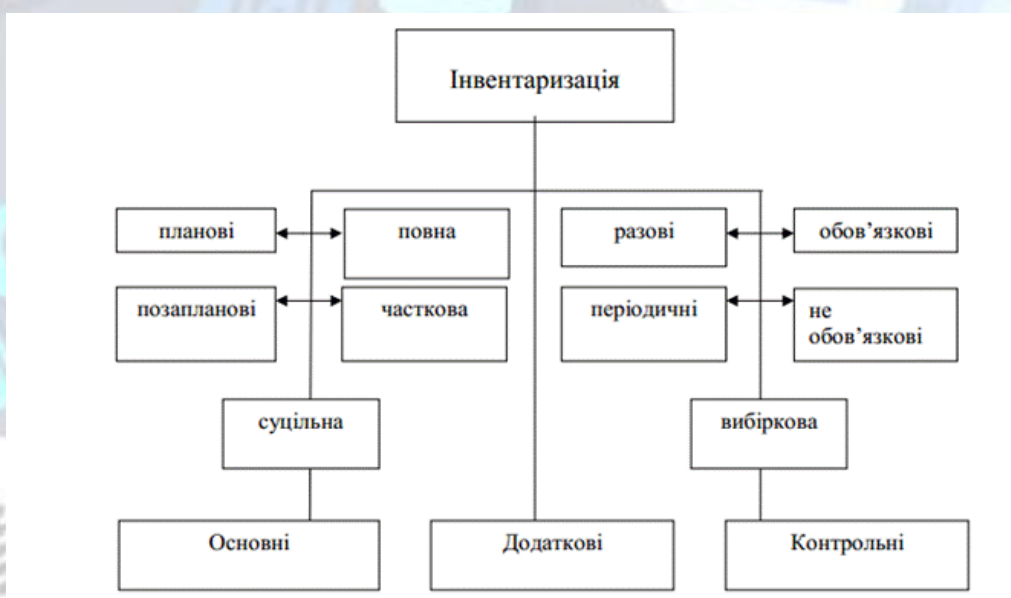 Інвентаризація
планові
повна
разові
обов’язкові
позапланові
часткова
періодичні
не
обов’язкові
суцільна
вибіркова
Основні
Додаткові
Контрольні